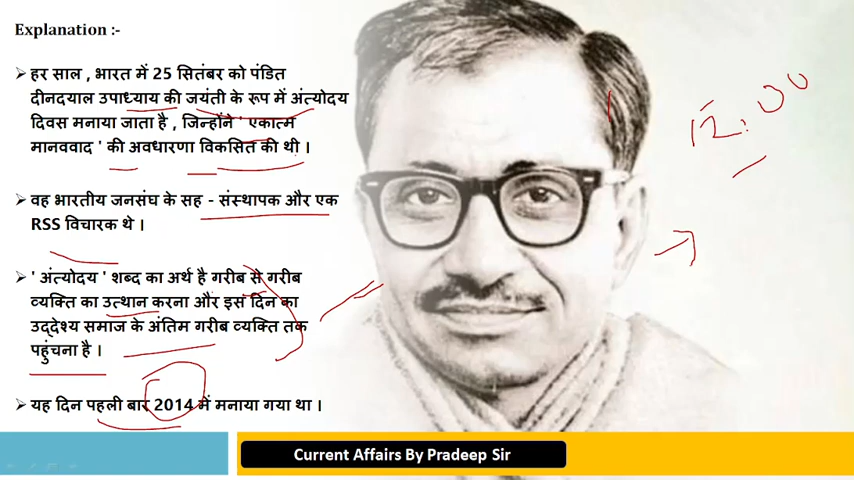 Explanation :-
➢ हर साल , भारत में 25 सितंबर को पंडित
दीनदयाल उपाध्याय की जयंती के रूप में अंत्योदय
दिवस मनाया जाता है , जिन्होंने ' एकात्म
मानववाद ' की अवधारणा विकसित की थी ।
➢ वह भारतीय जनसंघ के सह - संस्थापक और एक
RSS विचारक थे ।
➢ ' अंत्योदय ' शब्द का अर्थ है गरीब से गरीब
व्यक्ति का उत्थान करना और इस दिन का
उद्देश्य समाज के अंतिम गरीब व्यक्ति तक
पहुंचना है ।
➢ यह दिन पहली बार 2014 में मनाया गया था ।
12:00
Current Affairs By Pradeep Sir